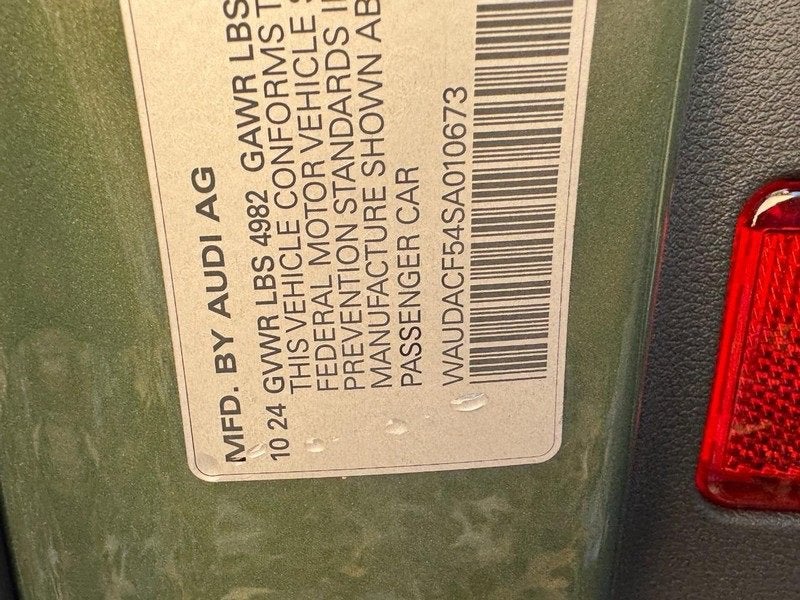 MFD. BY AUDI AG
10 24 GVWR LBS 4982 GAWR LBS
THIS VEHICLE CONFORMS T
FEDERAL MOTOR VEHICLE S
PREVENTION STANDARDS I
MANUFACTURE SHOWN AB
PASSENGER CAR
WAUDACF54SA010673